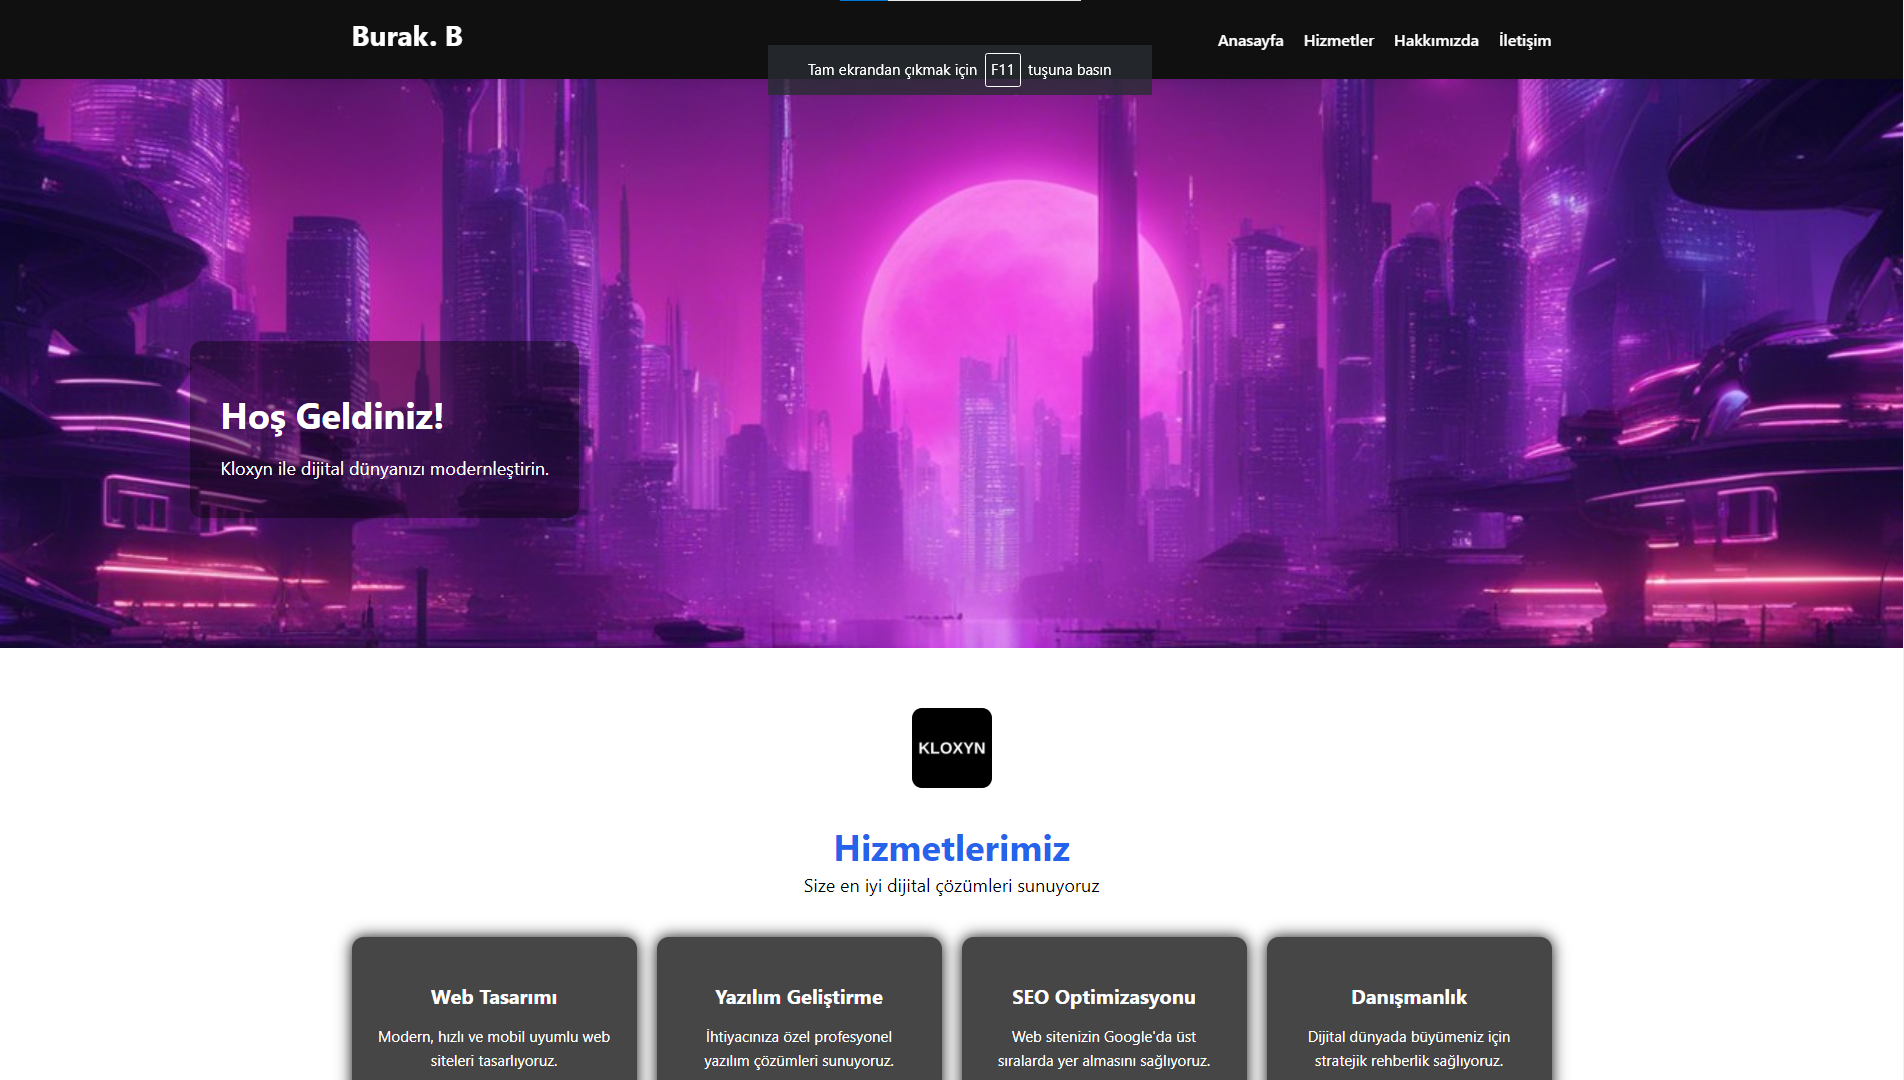 Burak. B
Anasayfa Hizmetler Hakkımızda İletişim
Tam ekrandan çıkmak için F11 tuşuna basın
Hoş Geldiniz!
Kloxyn ile dijital dünyanızı modernleştirin.
KLOXYN
Hizmetlerimiz
Size en iyi dijital çözümleri sunuyoruz
Web Tasarımı
Modern, hızlı ve mobil uyumlu web
siteleri tasarlıyoruz.
Yazılım Geliştirme
İhtiyacınıza özel profesyonel
yazılım çözümleri sunuyoruz.
SEO Optimizasyonu
Web sitenizin Google'da üst
sıralarda yer almasını sağlıyoruz.
Danışmanlık
Dijital dünyada büyümeniz için
stratejik rehberlik sağlıyoruz.